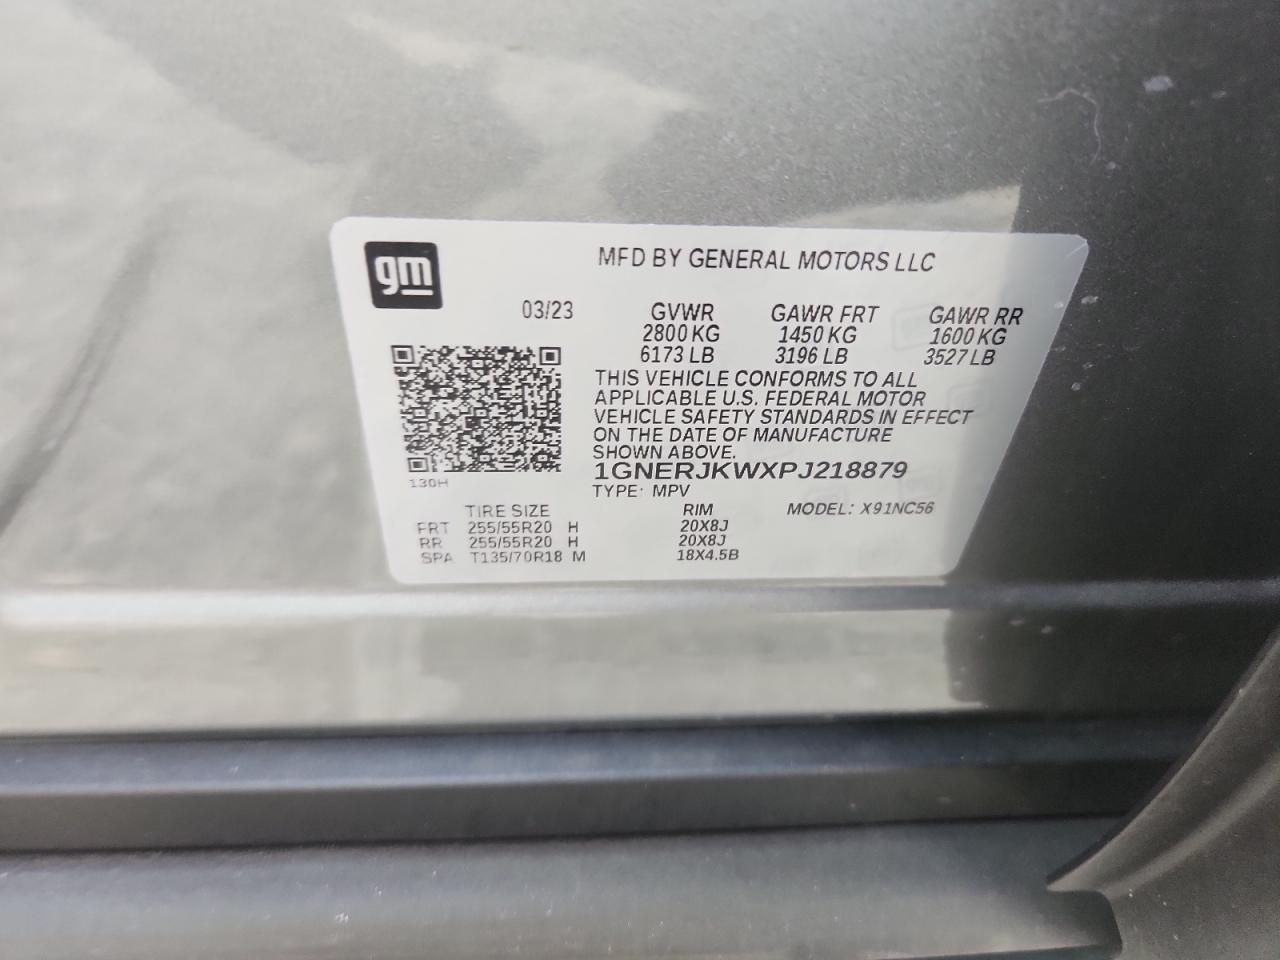 gm
MFD BY GENERAL MOTORS LLC
03/23 GVWR GAWR FRT GAWR RR
2800 KG 1450 KG 1600 KG
6173 LB 3196 LB 3527 LB
THIS VEHICLE CONFORMS TO ALL
APPLICABLE U.S. FEDERAL MOTOR
VEHICLE SAFETY STANDARDS IN EFFECT
ON THE DATE OF MANUFACTURE
SHOWN ABOVE.
1GNERJKWXPJ218879
130H
TYPE: MPV
TIRE SIZE RIM MODEL: X91NC56
FRT 255/55R20 H 20X8J
RR 255/55R20 H 20X8J
SPA T135/70R18 M 18X4.5B